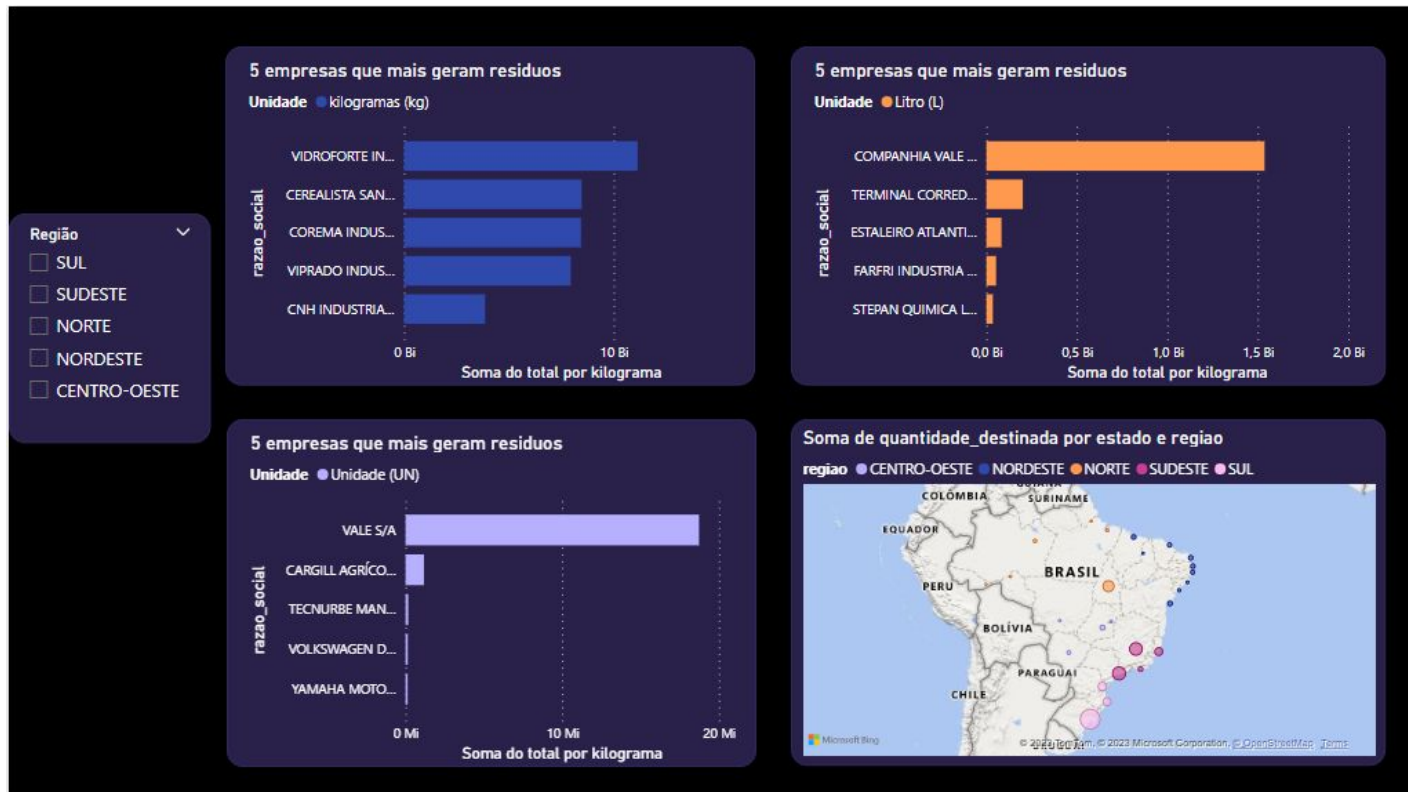 Região
SUL
SUDESTE
NORTE
NORDESTE
CENTRO-OESTE
5 empresas que mais geram residuos
Unidade kilogramas (kg)
razao_social
VIDROFORTE IN...
CEREALISTA SAN...
COREMA INDUS...
VIPRADO INDUS...
CNH INDUSTRIA...
0 Bi 10 Bi
Soma do total por kilograma
5 empresas que mais geram residuos
Unidade Litro (L)
razao_social
COMPANHIA VALE ...
TERMINAL CORRED...
ESTALEIRO ATLANTI...
FARFRI INDUSTRIA ...
STEPAN QUIMICA L...
0,0 Bi 0,5 Bi 1,0 Bi 1,5 Bi 2,0 Bi
Soma do total por kilograma
5 empresas que mais geram residuos
Unidade Unidade (UN)
razao_social
VALE S/A
CARGILL AGRÍCO...
TECNURBE MAN...
VOLKSWAGEN D...
YAMAHA MOTO...
0 Mi 10 Mi 20 Mi
Soma do total por kilograma
Soma de quantidade_destinada por estado e regiao
regiao CENTRO-OESTE NORDESTE NORTE SUDESTE SUL
COLÔMBIA
SURINAME
EQUADOR
BRASIL
PERU
BOLÍVIA
PARAGUAI
CHILE
Microsoft Bing
© 2023 TomTom, © 2023 Microsoft Corporation, © OpenStreetMap Terms